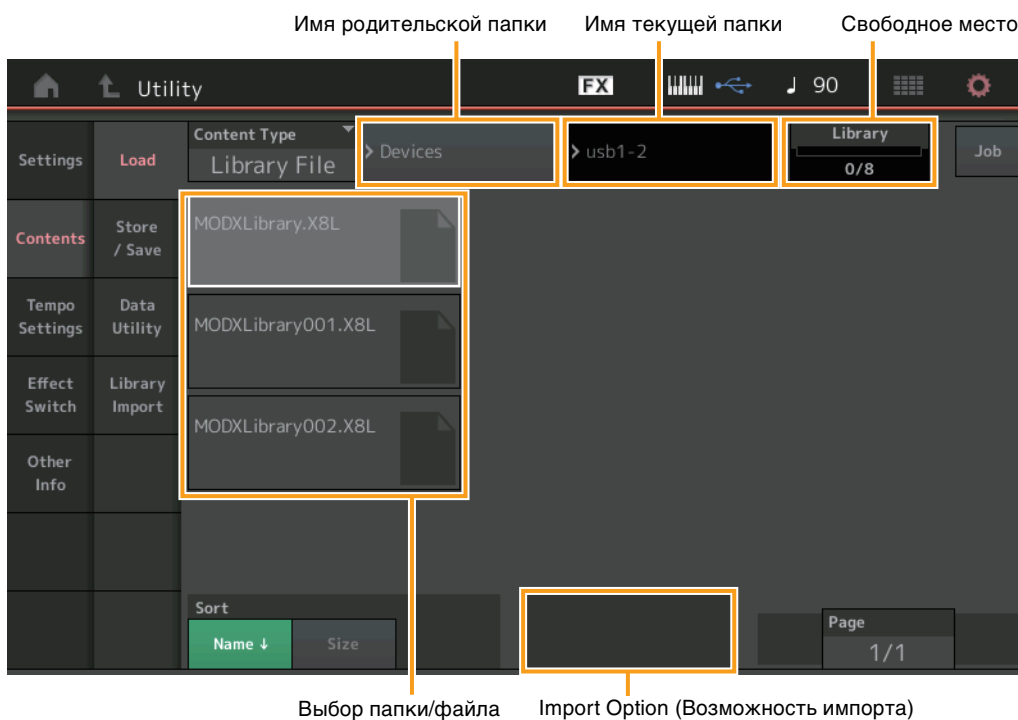 Имя родительской папки Имя текущей папки Свободное место
Utility FX ♩ 90
Settings Load Content Type Library File > Devices > usb1-2 Library 0/8 Job
Contents
Store / Save
MODXLibrary.X8L
Tempo Settings
Data Utility
MODXLibrary001.X8L
Effect Switch
Library Import
MODXLibrary002.X8L
Other Info
Sort
Name ↓ Size
Page
1/1
Выбор папки/файла Import Option (Возможность импорта)